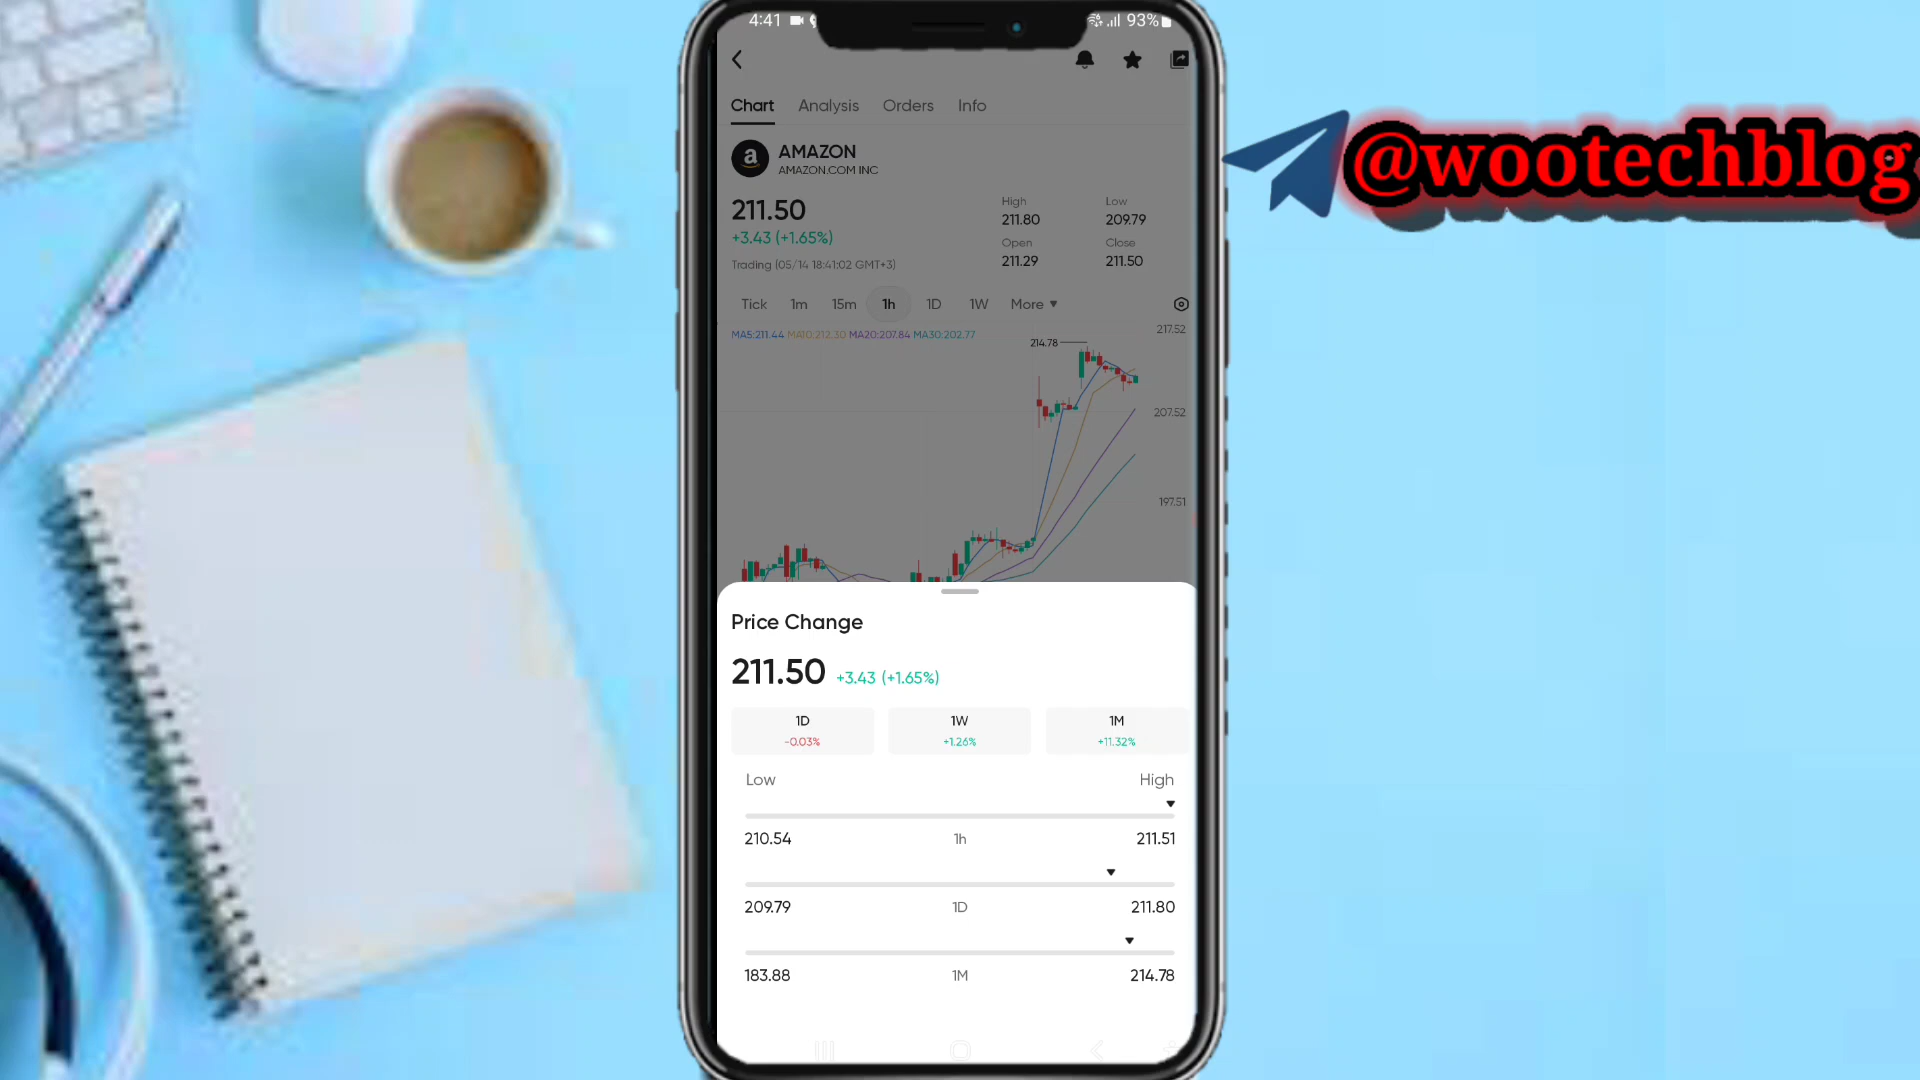 4:41
93%
Chart Analysis Orders Info
a
AMAZON
AMAZON.COM INC
211.50
+3.43 (+1.65%)
Trading (05/14 18:41:02 GMT+3)
High Low
211.80 209.79
Open Close
211.29 211.50
Tick 1m 15m 1h 1D 1W More
MA5:211.44 MA10:212.30 MA20:207.84 MA30:202.77
217.52
214.78
207.52
197.51
Price Change
211.50 +3.43 (+1.65%)
1D 1W 1M
-0.03% +1.26% +11.32%
Low High
210.54 1h 211.51
209.79 1D 211.80
183.88 1M 214.78
@wootechblog